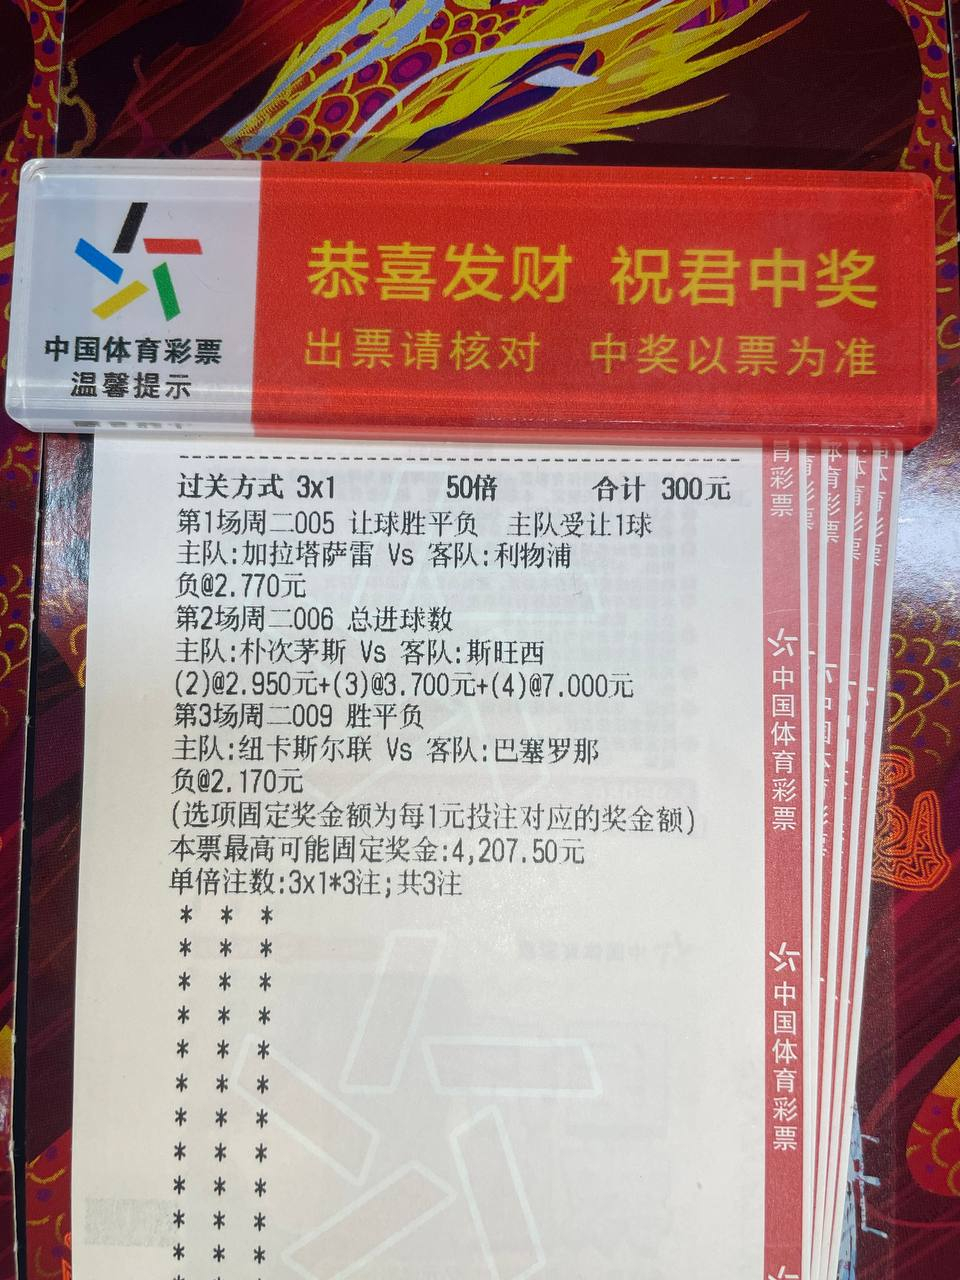 恭喜发财 祝君中奖
出票请核对 中奖以票为准
中国体育彩票
温馨提示
过关方式 3x1 50倍 合计 300元
第1场周二005 让球胜平负 主队受让1球
主队:加拉塔萨雷 Vs 客队:利物浦
负@2.770元
第2场周二006 总进球数
主队:朴次茅斯 Vs 客队:斯旺西
(2)@2.950元+(3)@3.700元+(4)@7.000元
第3场周二009 胜平负
主队:纽卡斯尔联 Vs 客队:巴塞罗那
负@2.170元
(选项固定奖金额为每1元投注对应的奖金额)
本票最高可能固定奖金:4,207.50元
单倍注数:3x1*3注;共3注
* * *
* * *
* * *
* * *
* * *
* * *
* * *
* * *
* * *
* * *
* * *
育彩票
中国体育彩票
中国体育彩票